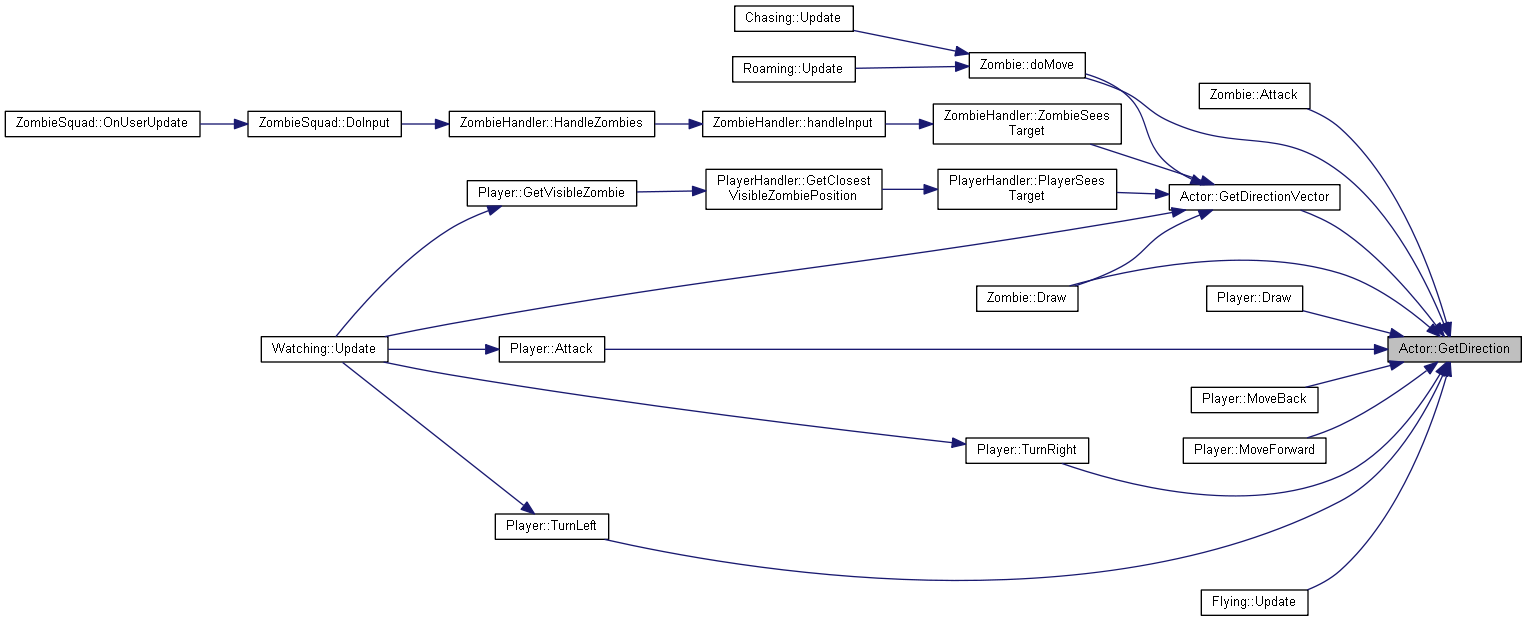 Chasing::Update
Roaming::Update
Zombie::doMove
Zombie::Attack
ZombieSquad::OnUserUpdate
ZombieSquad::DoInput
ZombieHandler::HandleZombies
ZombieHandler::handleInput
ZombieHandler::ZombieSees
Target
Player::GetVisibleZombie
PlayerHandler::GetClosest
VisibleZombiePosition
PlayerHandler::PlayerSees
Target
Actor::GetDirectionVector
Zombie::Draw
Player::Draw
Watching::Update
Player::Attack
Actor::GetDirection
Player::MoveBack
Player::TurnRight
Player::MoveForward
Player::TurnLeft
Flying::Update